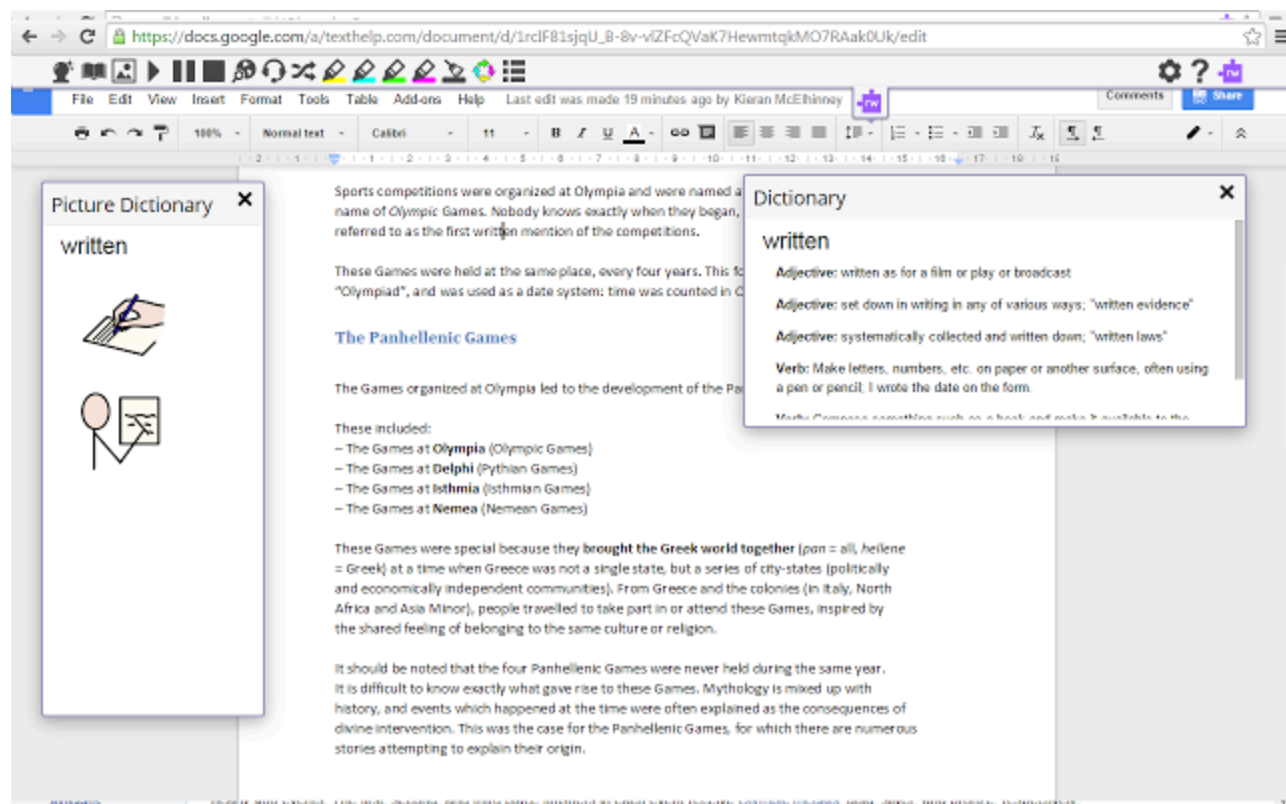 https://docs.google.com/a/texthelp.com/document/d/1rcIF81sjqU_B-8v-vlZFcQVaK7HewmtqkMO7RAak0Uk/edit
File Edit View Insert Format Tools Table Add-ons Help Last edit was made 19 minutes ago by Kieran McElhinney
rw
Comments
Share
100% Normal text Calibri 11 B I U A
Picture Dictionary
written
Sports competitions were organized at Olympia and were named a
name of Olympic Games. Nobody knows exactly when they began,
referred to as the first written mention of the competitions.
These Games were held at the same place, every four years. This fo
"Olympiad", and was used as a date system: time was counted in O
The Panhellenic Games
The Games organized at Olympia led to the development of the Pa
These included:
– The Games at Olympia (Olympic Games)
– The Games at Delphi (Pythian Games)
– The Games at Isthmia (Isthmian Games)
– The Games at Nemea (Nemean Games)
These Games were special because they brought the Greek world together (pan = all, hellene
= Greek) at a time when Greece was not a single state, but a series of city-states (politically
and economically independent communities). From Greece and the colonies (in Italy, North
Africa and Asia Minor), people travelled to take part in or attend these Games, inspired by
the shared feeling of belonging to the same culture or religion.
It should be noted that the four Panhellenic Games were never held during the same year.
It is difficult to know exactly what gave rise to these Games. Mythology is mixed up with
history, and events which happened at the time were often explained as the consequences of
divine intervention. This was the case for the Panhellenic Games, for which there are numerous
stories attempting to explain their origin.
Dictionary
written
Adjective: written as for a film or play or broadcast
Adjective: set down in writing in any of various ways; "written evidence"
Adjective: systematically collected and written down; "written laws"
Verb: Make letters, numbers, etc. on paper or another surface, often using
a pen or pencil; I wrote the date on the form.